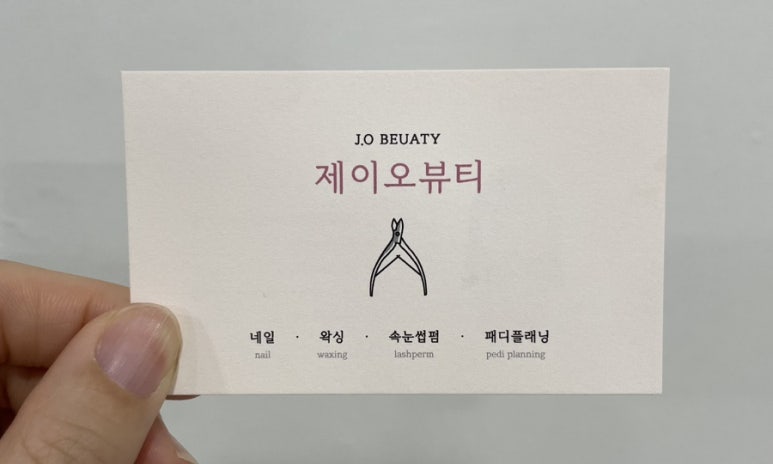 J.O BEUATY
제이오뷰티
네일 · 왁싱 · 속눈썹펌 · 패디플래닝
nail waxing lashperm pedi planning